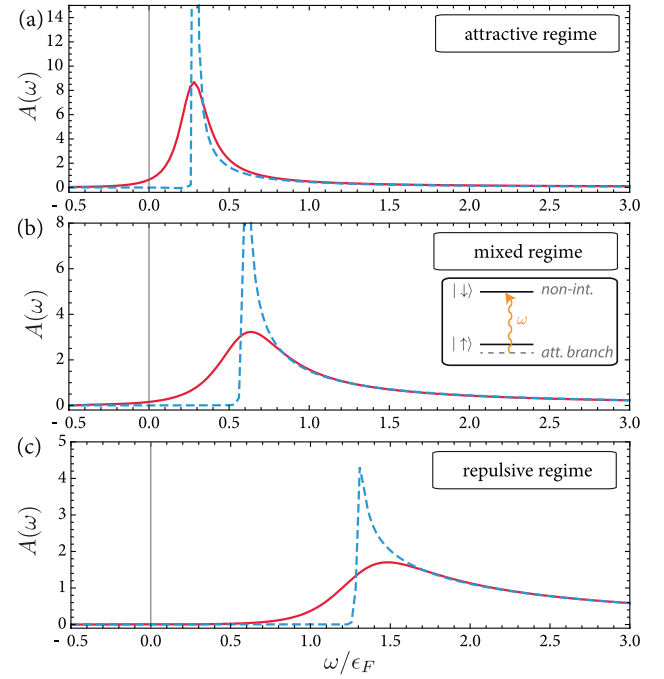 (a)
attractive regime
A(ω)
14
12
10
8
6
4
2
0
- 0.5 0.0 0.5 1.0 1.5 2.0 2.5 3.0
(b)
mixed regime
|↓⟩ non-int.
ω
|↑⟩ att. branch
A(ω)
8
6
4
2
0
- 0.5 0.0 0.5 1.0 1.5 2.0 2.5 3.0
(c)
repulsive regime
A(ω)
5
4
3
2
1
0
- 0.5 0.0 0.5 1.0 1.5 2.0 2.5 3.0
ω/ϵ_F